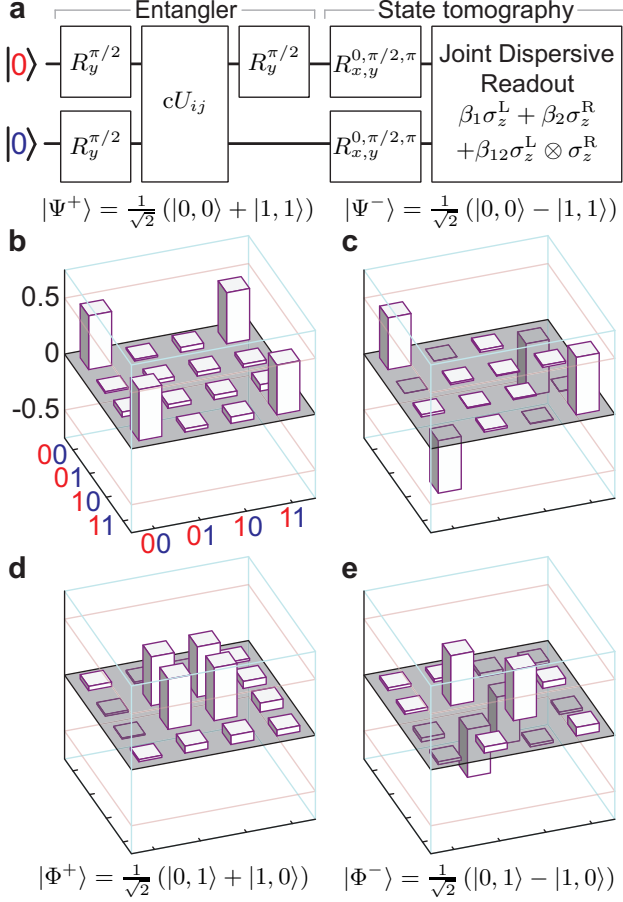 a Entangler State tomography
|0⟩ R_y^{π/2} cU_{ij} R_y^{π/2} R_{x,y}^{0,π/2,π} Joint Dispersive
Readout
|0⟩ R_y^{π/2} R_{x,y}^{0,π/2,π} β_1σ_z^L + β_2σ_z^R
+β_{12}σ_z^L ⊗ σ_z^R
|Ψ^+⟩ = 1/√2 (|0,0⟩ + |1,1⟩) |Ψ^-⟩ = 1/√2 (|0,0⟩ − |1,1⟩)
b c
0.5
0
-0.5
00
01
10
11
00 01 10 11
d e
|Φ^+⟩ = 1/√2 (|0,1⟩ + |1,0⟩) |Φ^-⟩ = 1/√2 (|0,1⟩ − |1,0⟩)